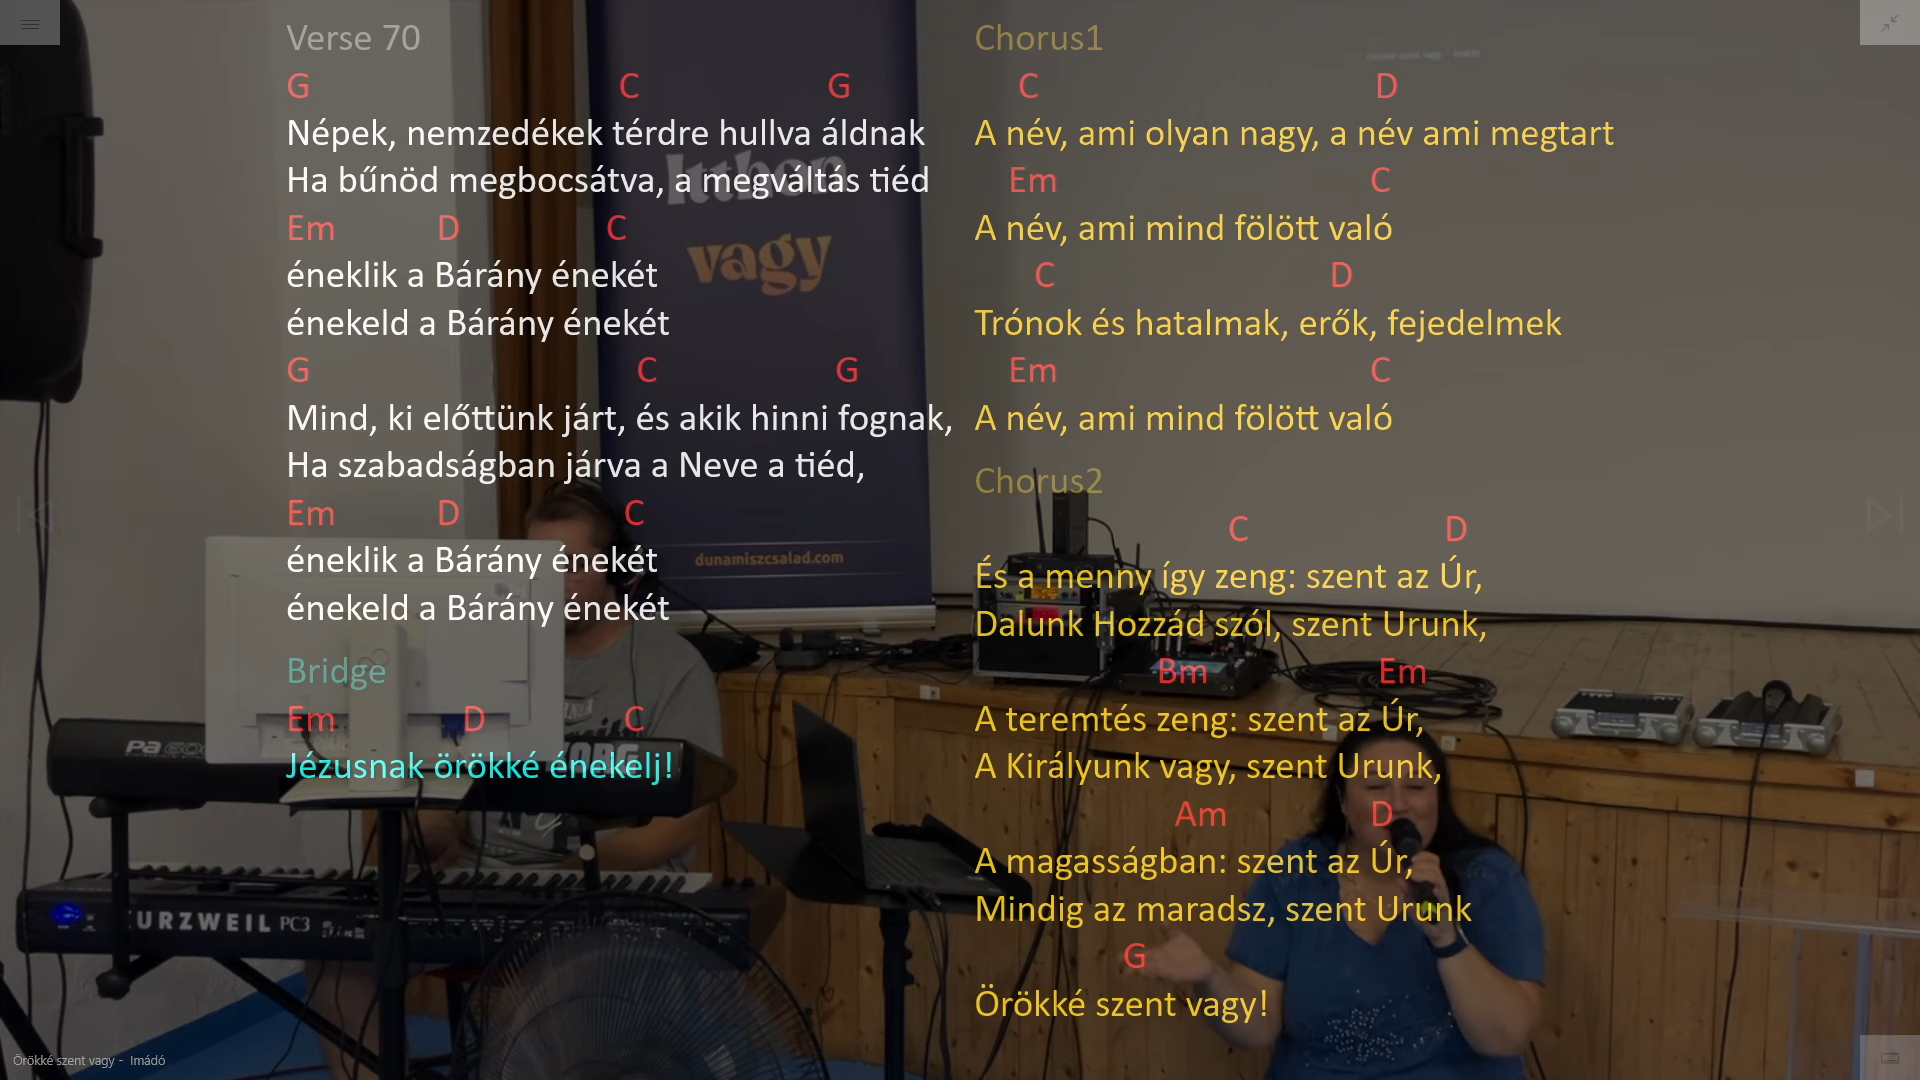 Verse 70
G C G
Népek, nemzedékek térdre hullva áldnak
Ha bűnöd megbocsátva, a megváltás tiéd
Em D C
éneklik a Bárány énekét
énekeld a Bárány énekét
G C G
Mind, ki előttünk járt, és akik hinni fognak,
Ha szabadságban járva a Neve a tiéd,
Em D C
éneklik a Bárány énekét
énekeld a Bárány énekét
Bridge
Em D C
Jézusnak örökké énekelj!
Chorus1
C D
A név, ami olyan nagy, a név ami megtart
Em C
A név, ami mind fölött való
C D
Trónok és hatalmak, erők, fejedelmek
Em C
A név, ami mind fölött való
Chorus2
C D
És a menny így zeng: szent az Úr,
Dalunk Hozzád szól, szent Urunk,
Bm Em
A teremtés zeng: szent az Úr,
A Királyunk vagy, szent Urunk,
Am D
A magasságban: szent az Úr,
Mindig az maradsz, szent Urunk
G
Örökké szent vagy!
Itthon
vagy
dunamiszcsalad.com
KURZWEIL PC3
Örökké szent vagy - Imádó